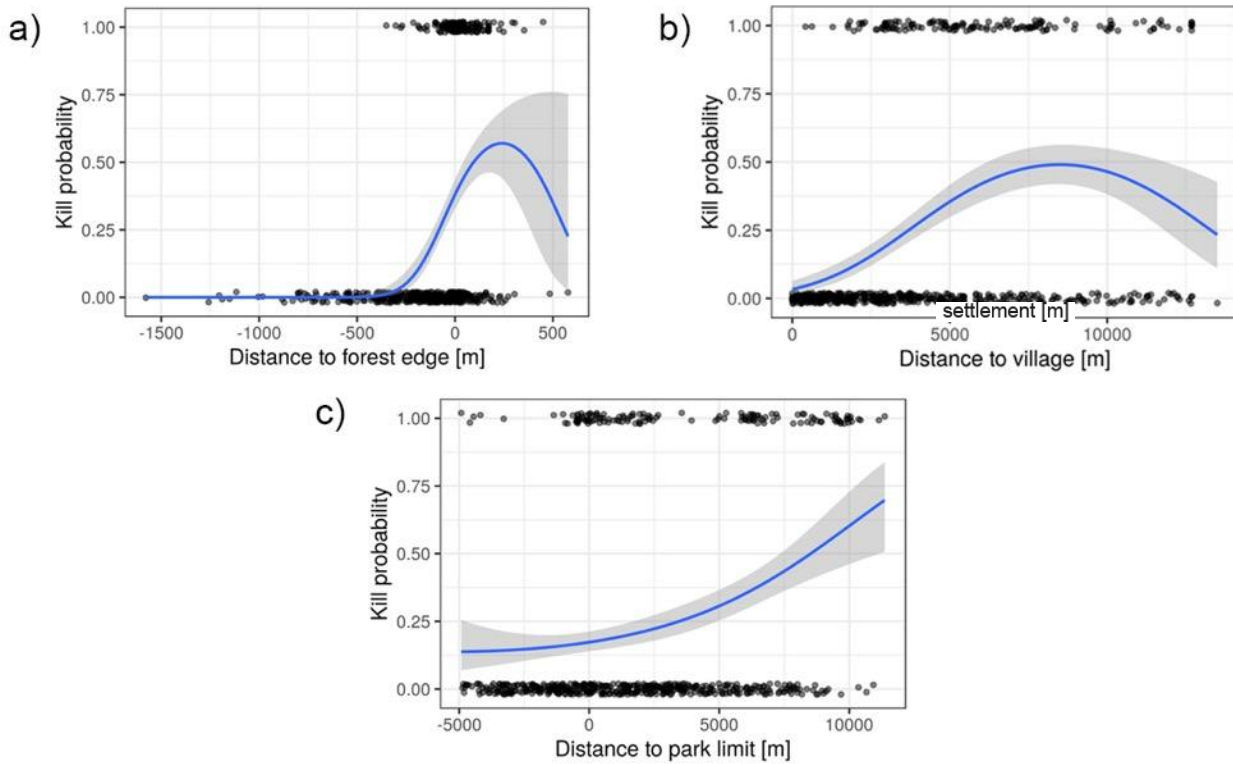 a)
Kill probability
1.00
0.75
0.50
0.25
0.00
-1500 -1000 -500 0 500
Distance to forest edge [m]
b)
Kill probability
1.00
0.75
0.50
0.25
0.00
settlement [m]
0 5000 10000
Distance to village [m]
c)
Kill probability
1.00
0.75
0.50
0.25
0.00
-5000 0 5000 10000
Distance to park limit [m]